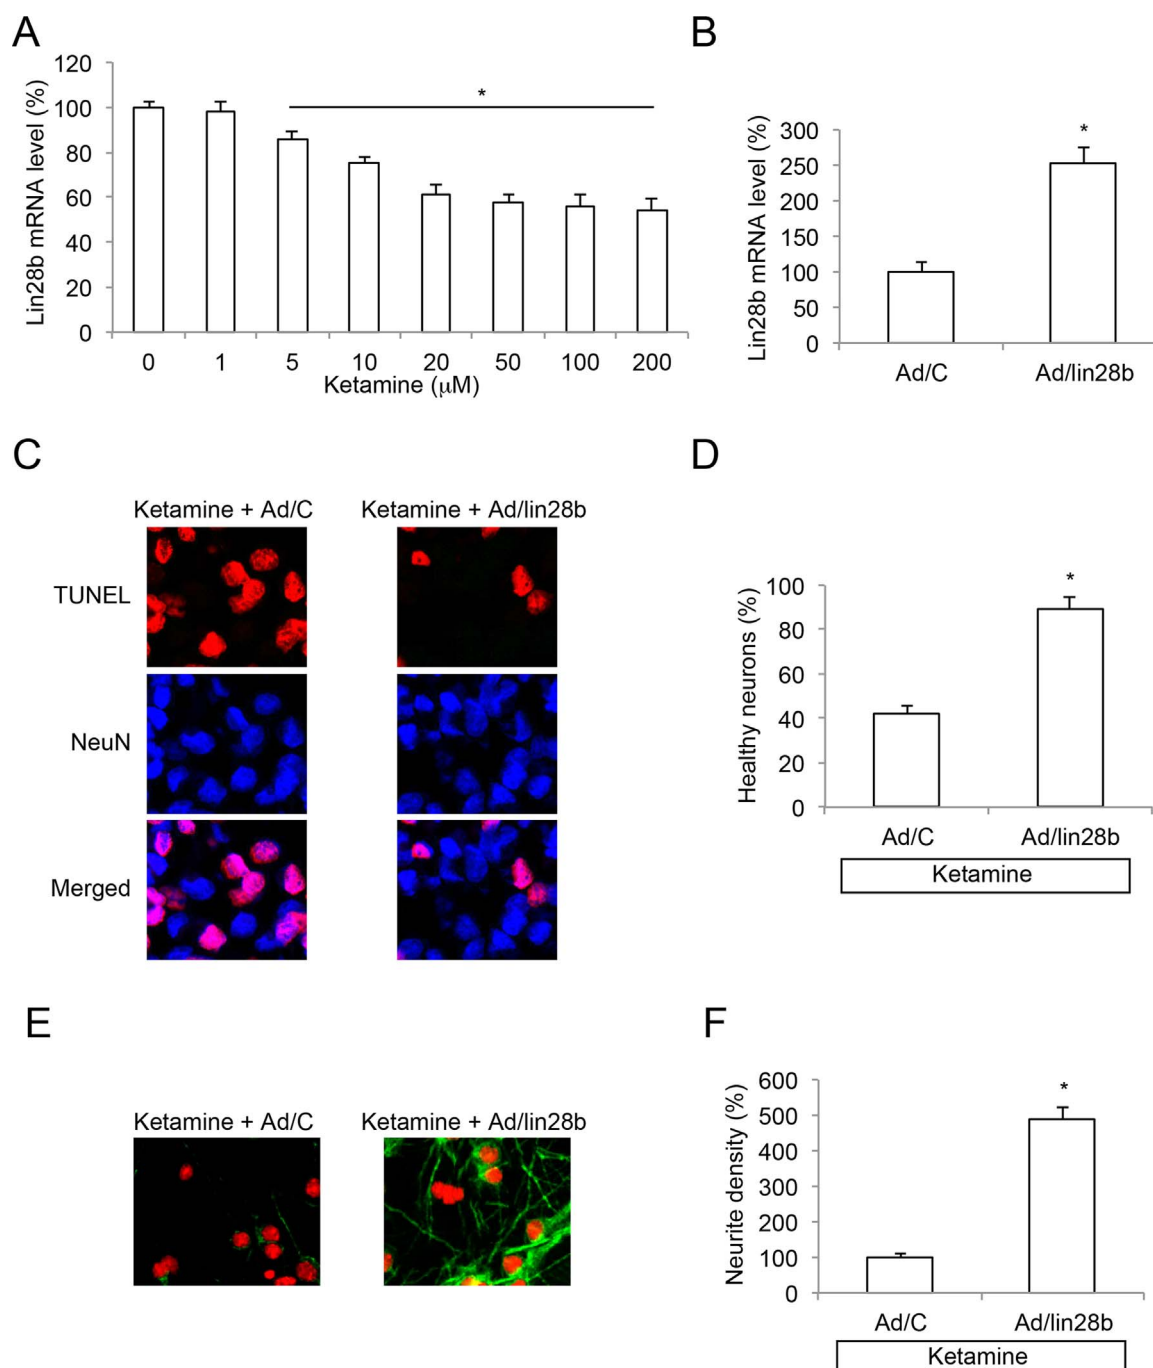 A
Lin28b mRNA level (%)
120
100
80
60
40
20
0
*
0 1 5 10 20 50 100 200
Ketamine (μM)
B
Lin28b mRNA level (%)
300
250
200
150
100
50
0
*
Ad/C Ad/lin28b
C
Ketamine + Ad/C Ketamine + Ad/lin28b
TUNEL
NeuN
Merged
D
Healthy neurons (%)
100
80
60
40
20
0
*
Ad/C Ad/lin28b
Ketamine
E
Ketamine + Ad/C Ketamine + Ad/lin28b
F
Neurite density (%)
600
500
400
300
200
100
0
*
Ad/C Ad/lin28b
Ketamine